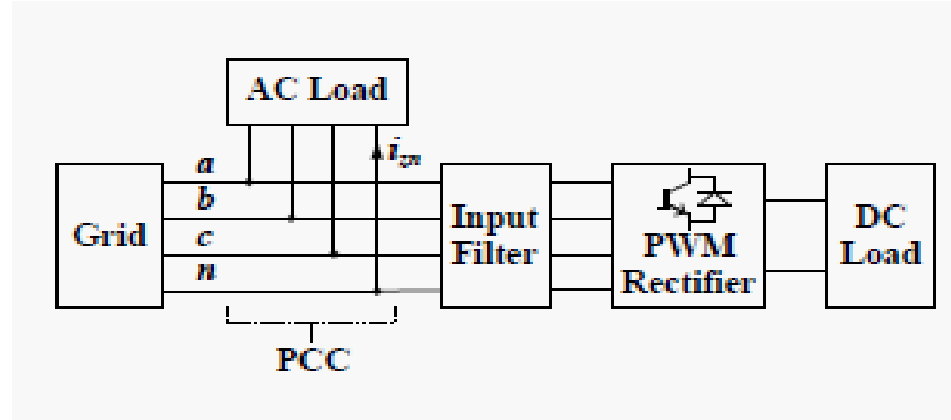 AC Load
i_zn
a
b
c
n
Grid
Input
Filter
PWM
Rectifier
DC
Load
PCC